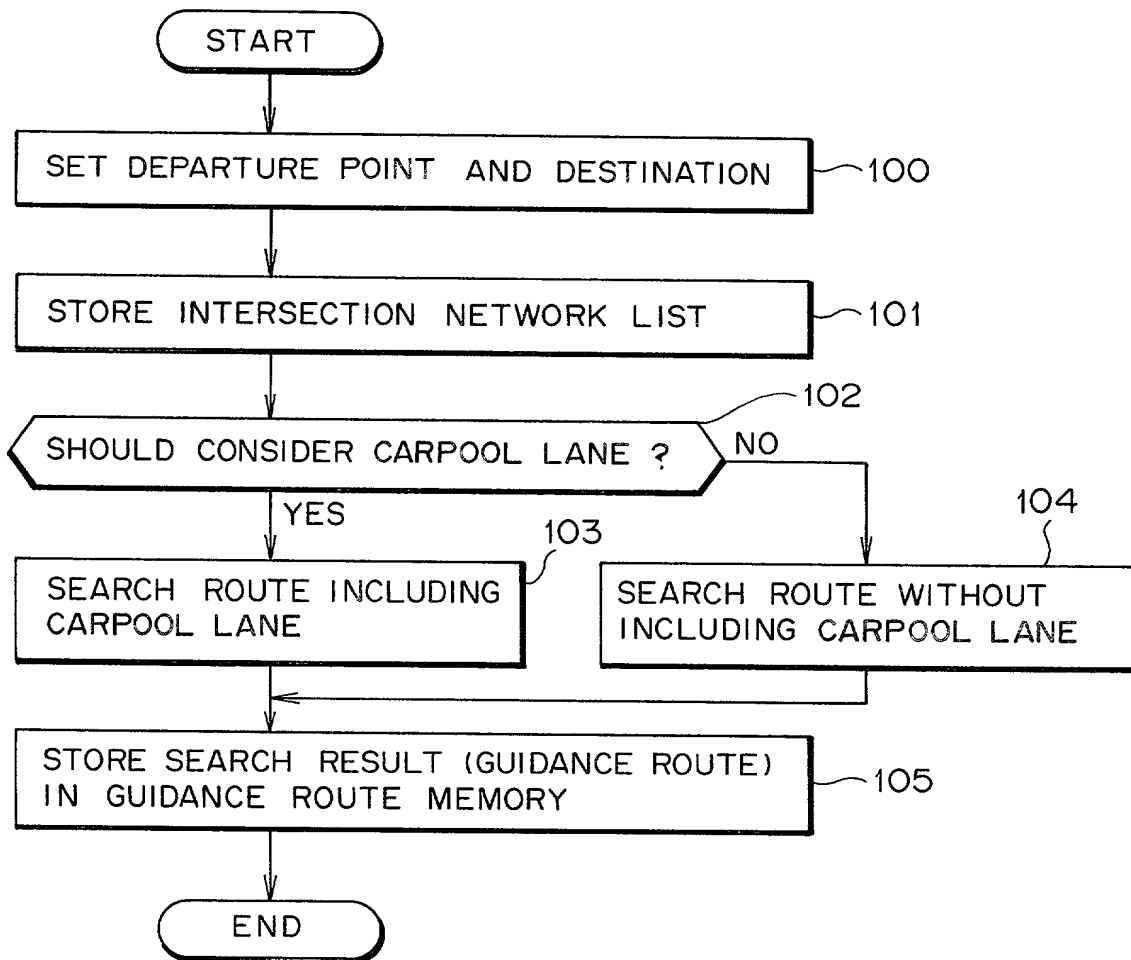 START
SET DEPARTURE POINT AND DESTINATION
100
STORE INTERSECTION NETWORK LIST
101
102
SHOULD CONSIDER CARPOOL LANE ?
NO
YES
103
104
SEARCH ROUTE INCLUDING
CARPOOL LANE
SEARCH ROUTE WITHOUT
INCLUDING CARPOOL LANE
STORE SEARCH RESULT (GUIDANCE ROUTE)
IN GUIDANCE ROUTE MEMORY
105
END